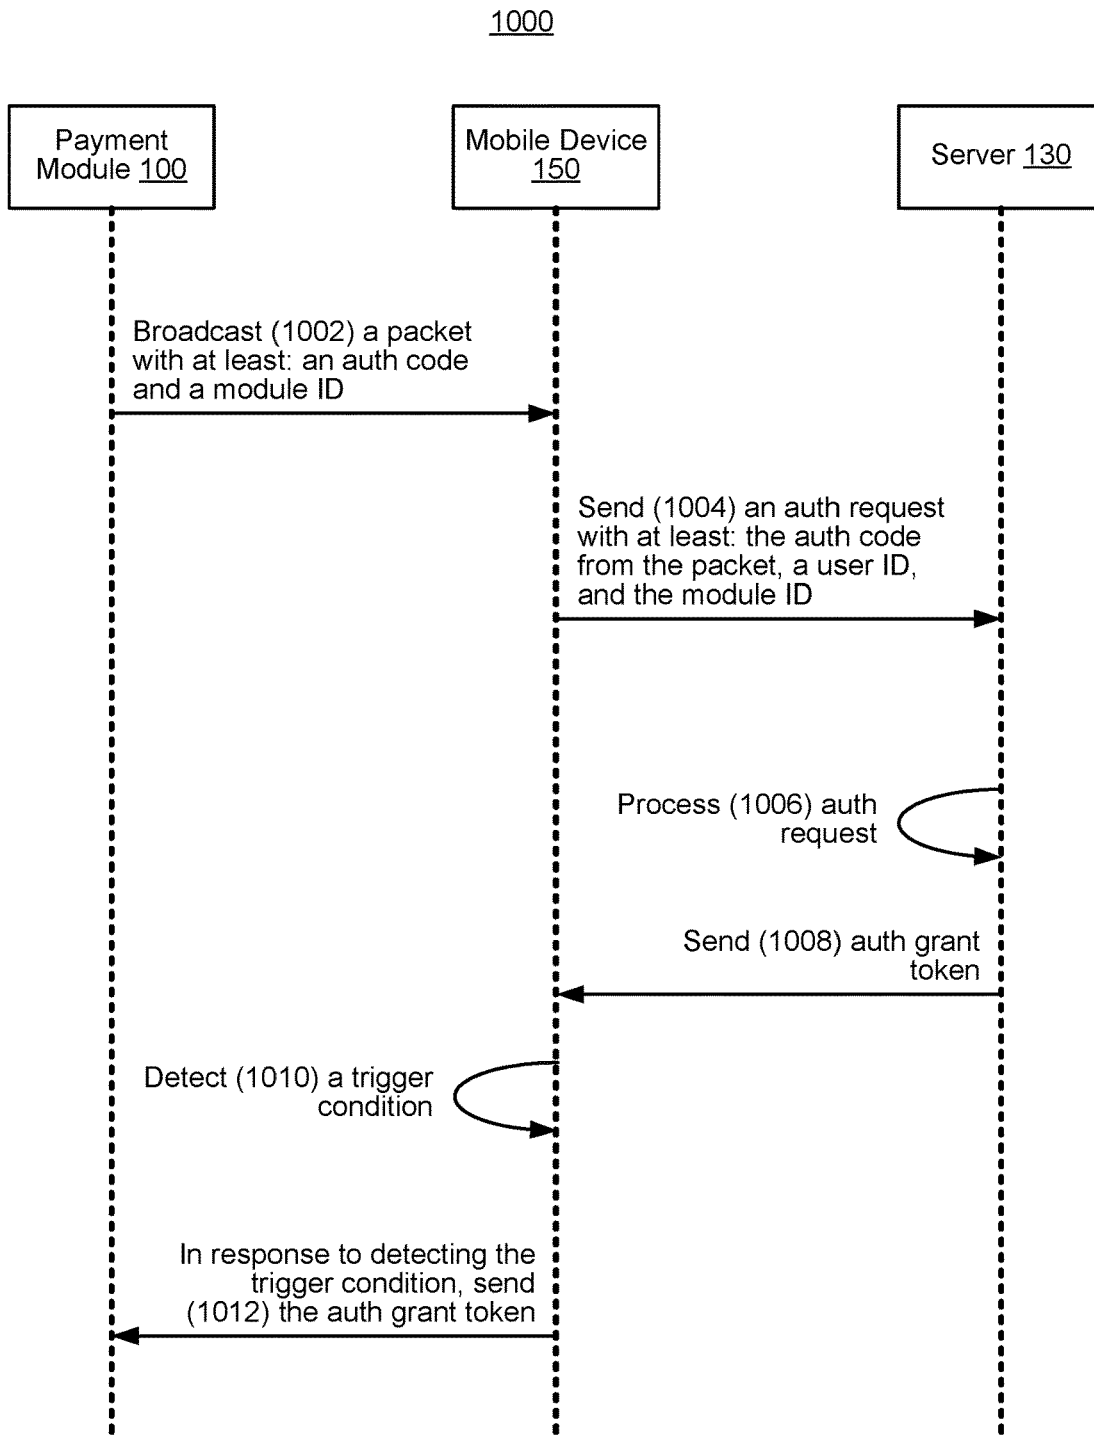 1000
Payment
Module 100
Mobile Device
150
Server 130
Broadcast (1002) a packet
with at least: an auth code
and a module ID
Send (1004) an auth request
with at least: the auth code
from the packet, a user ID,
and the module ID
Process (1006) auth
request
Send (1008) auth grant
token
Detect (1010) a trigger
condition
In response to detecting the
trigger condition, send
(1012) the auth grant token